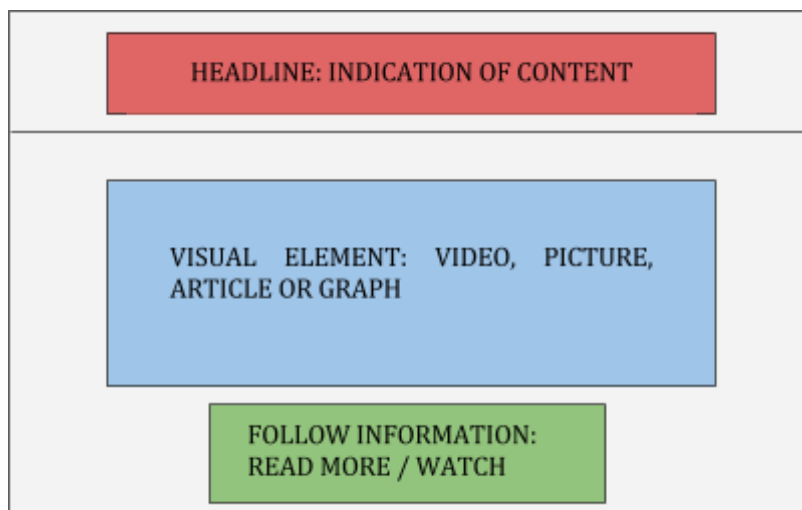 HEADLINE: INDICATION OF CONTENT
VISUAL ELEMENT: VIDEO, PICTURE,
ARTICLE OR GRAPH
FOLLOW INFORMATION:
READ MORE / WATCH